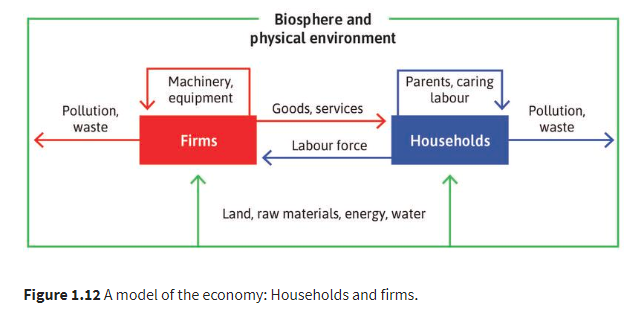 Biosphere and
physical environment
Machinery,
equipment
Parents, caring
labour
Pollution,
waste
Goods, services
Pollution,
waste
Firms
Labour force
Households
Land, raw materials, energy, water
Figure 1.12 A model of the economy: Households and firms.